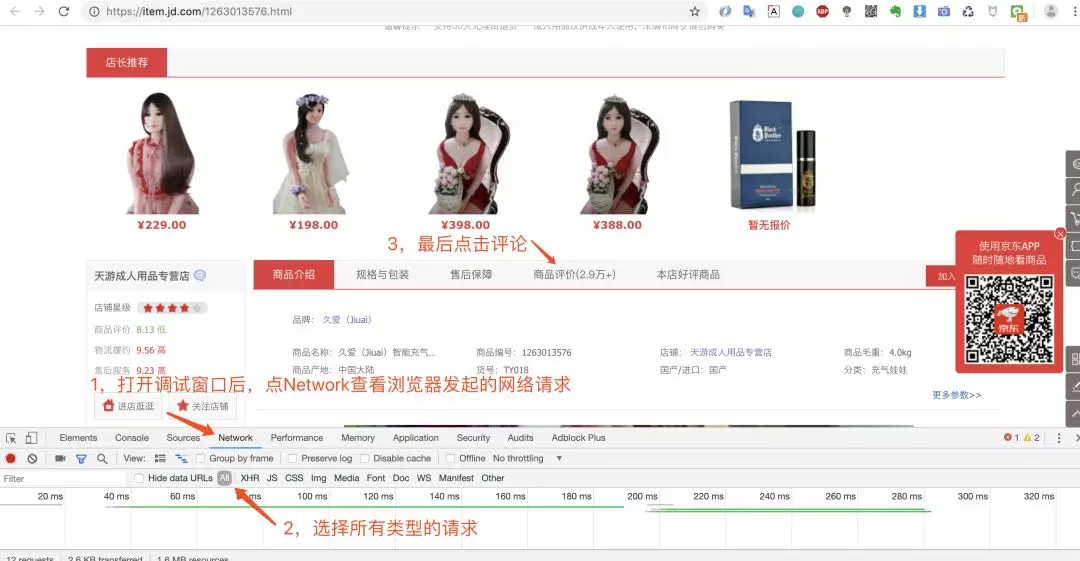 https://item.jd.com/1263013576.html
店长推荐
¥229.00
¥198.00
¥398.00
¥388.00
暂无报价
3，最后点击评论
使用京东APP
随时随地看商品
京东
天游成人用品专营店
商品介绍
规格与包装
售后保障
商品评价(2.9万+)
本店好评商品
加入
店铺星级
商品评价 8.13 低
物流履约 9.56 高
售后服务 9.23 高
品牌： 久爱（Jiuai）
商品名称：久爱（Jiuai）智能充气...
商品编号：1263013576
店铺： 天游成人用品专营店
商品毛重：4.0kg
商品产地：中国大陆
货号：TY018
国产/进口：国产
分类：充气娃娃
更多参数>>
1，打开调试窗口后，点Network查看浏览器发起的网络请求
进店逛逛
关注店铺
Elements Console Sources Network Performance Memory Application Security Audits Adblock Plus
1 2
View: Group by frame Preserve log Disable cache Offline No throttling
Filter Hide data URLs All XHR JS CSS Img Media Font Doc WS Manifest Other
20 ms 40 ms 60 ms 80 ms 100 ms 120 ms 140 ms 160 ms 180 ms 200 ms 220 ms 240 ms 260 ms 280 ms 300 ms 320 ms
2，选择所有类型的请求
12 requests 2.6 KB transferred 1.6 MB resources